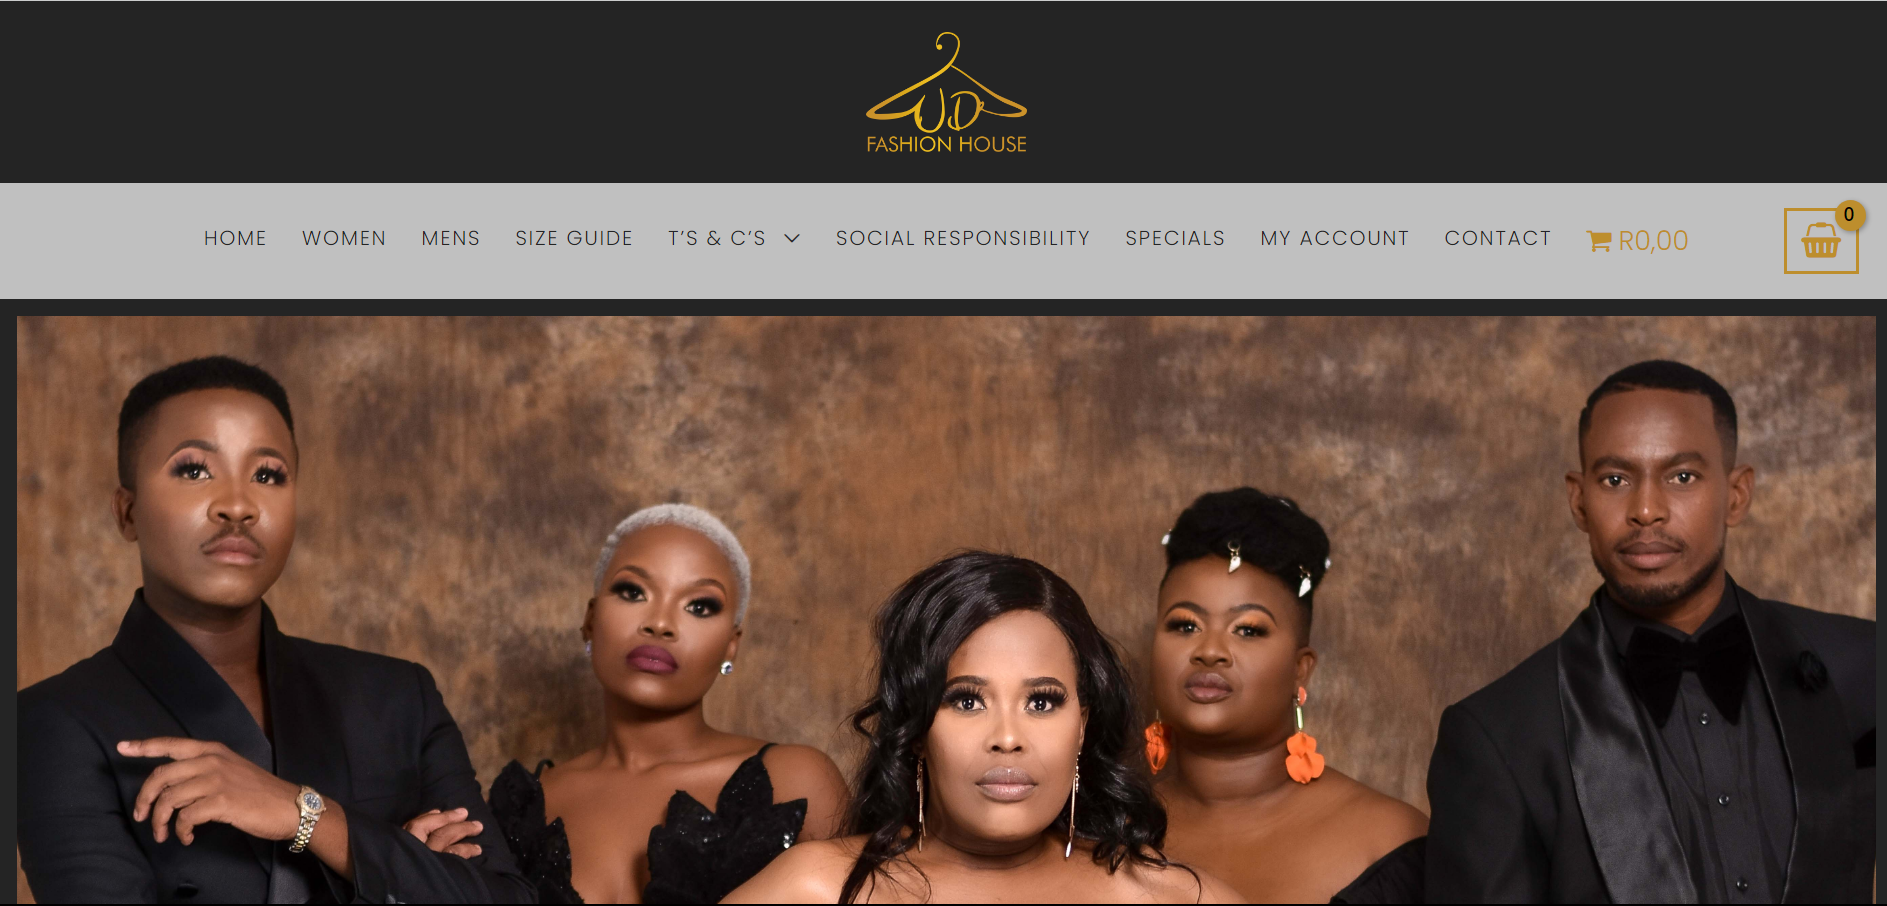 UD
FASHION HOUSE
HOME WOMEN MENS SIZE GUIDE T’S & C’S SOCIAL RESPONSIBILITY SPECIALS MY ACCOUNT CONTACT R0,00 0